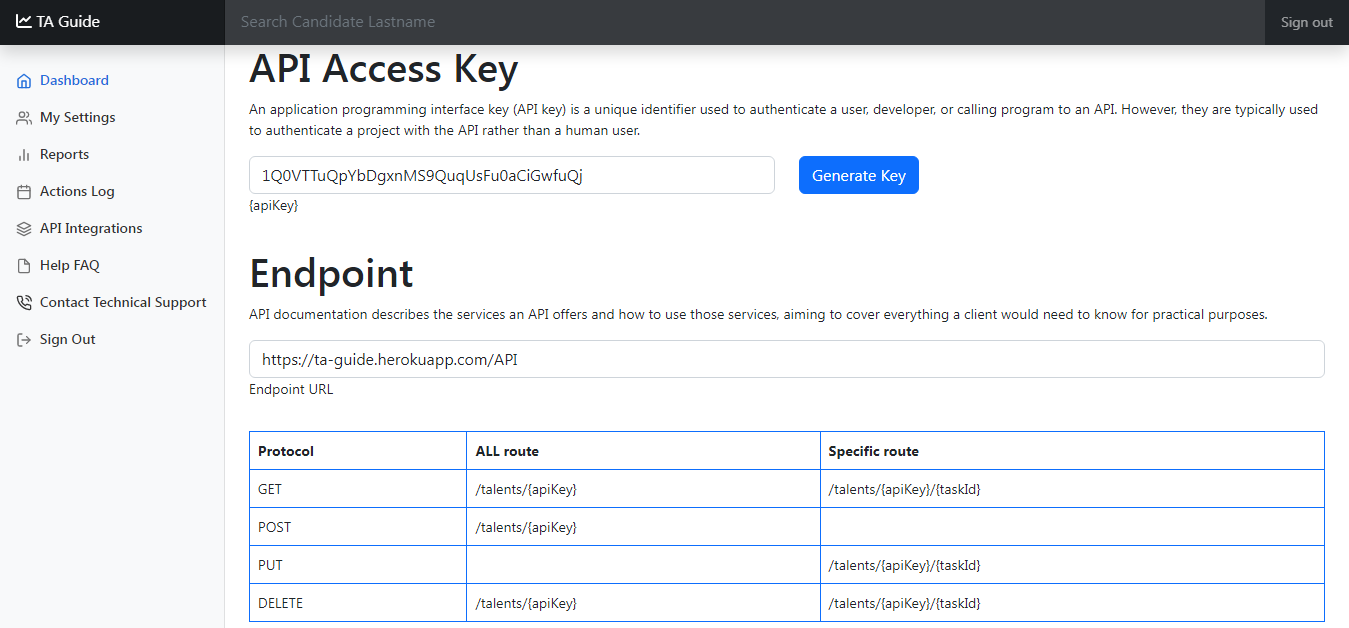 TA Guide
Search Candidate Lastname
Sign out
Dashboard
My Settings
Reports
Actions Log
API Integrations
Help FAQ
Contact Technical Support
Sign Out
API Access Key
An application programming interface key (API key) is a unique identifier used to authenticate a user, developer, or calling program to an API. However, they are typically used
to authenticate a project with the API rather than a human user.
1Q0VTTuQpYbDgxnMS9QuqUsFu0aCiGwfuQj
Generate Key
{apiKey}
Endpoint
API documentation describes the services an API offers and how to use those services, aiming to cover everything a client would need to know for practical purposes.
https://ta-guide.herokuapp.com/API
Endpoint URL
Protocol ALL route Specific route
GET /talents/{apiKey} /talents/{apiKey}/{taskId}
POST /talents/{apiKey}
PUT /talents/{apiKey}/{taskId}
DELETE /talents/{apiKey} /talents/{apiKey}/{taskId}